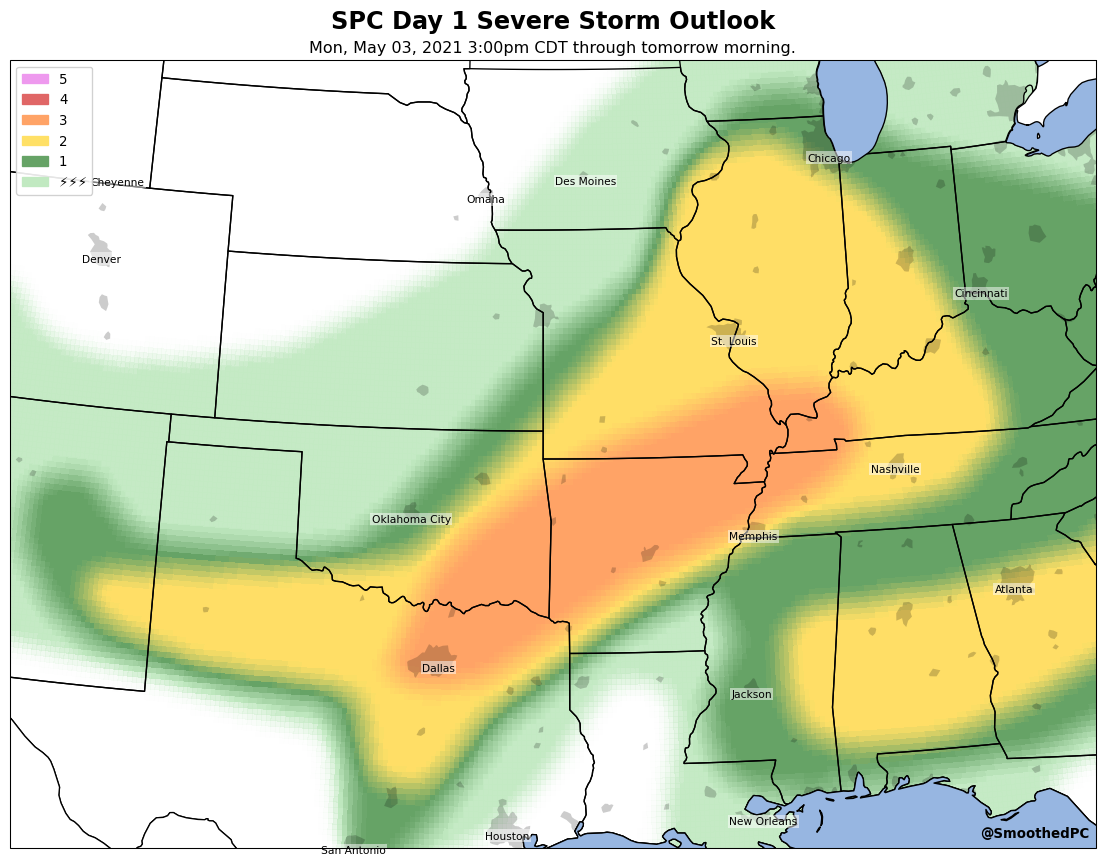 SPC Day 1 Severe Storm Outlook
Mon, May 03, 2021 3:00pm CDT through tomorrow morning.
5
4
3
2
1
⚡⚡⚡
Cheyenne
Chicago
Des Moines
Omaha
Denver
Cincinnati
St. Louis
Nashville
Oklahoma City
Memphis
Atlanta
Dallas
Jackson
New Orleans
Houston
San Antonio
@SmoothedPC